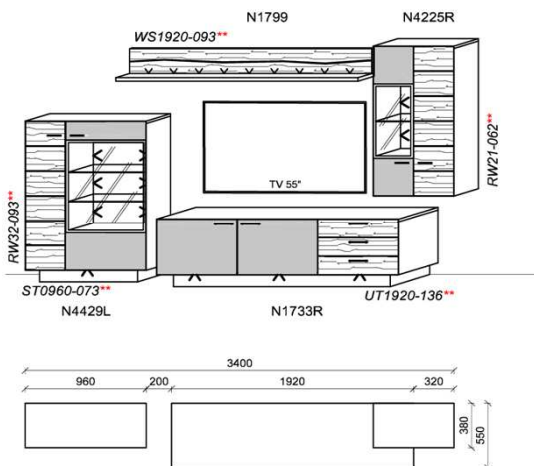 N1799
N4225R
WS1920-093**
RW21-062**
TV 55"
RW32-093**
ST0960-073**
UT1920-136**
N4429L
N1733R
3400
960
200
1920
320
380
550